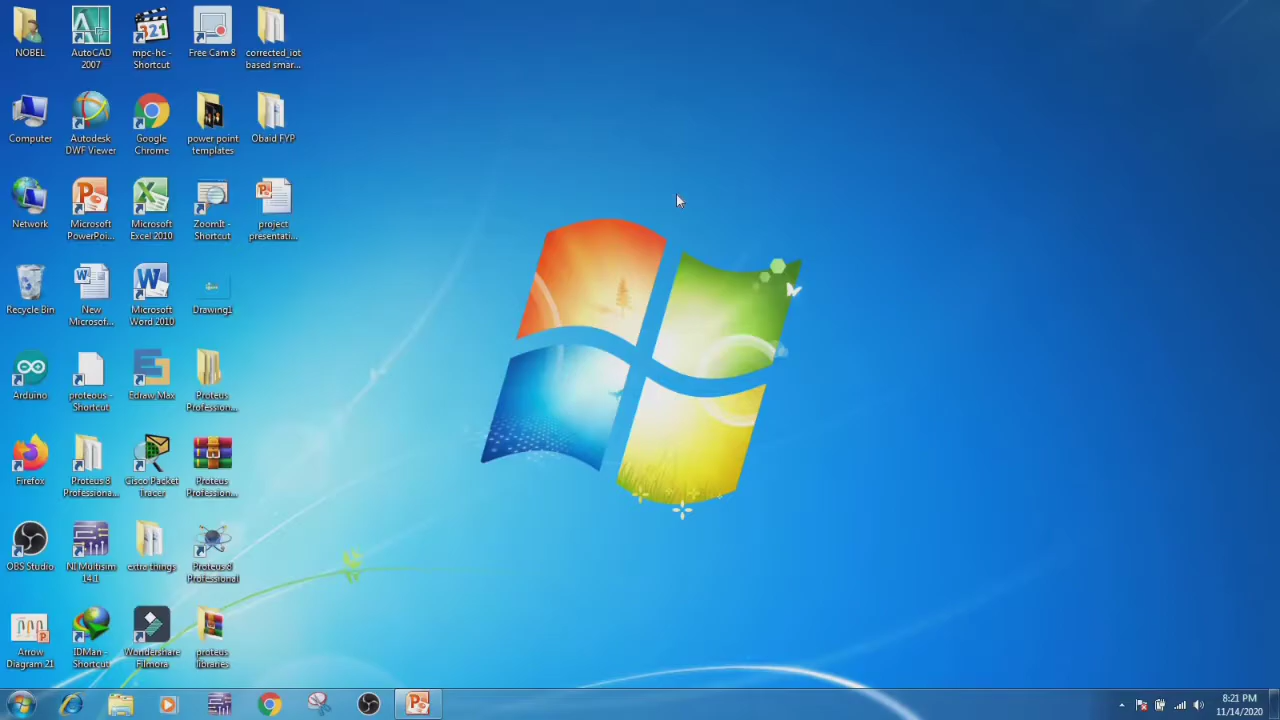 NOBEL
AutoCAD
2007
mpc-hc -
Shortcut
Free Cam 8
corrected_iot
based smar...
Computer
Autodesk
DWF Viewer
Google
Chrome
power point
templates
Obaid FYP
Network
Microsoft
PowerPoi...
Microsoft
Excel 2010
ZoomIt -
Shortcut
project
presentati...
Recycle Bin
New
Microsof...
Microsoft
Word 2010
Drawing1
Arduino
proteous -
Shortcut
Edraw Max
Proteus
Profession...
Firefox
Proteus 8
Professiona...
Cisco Packet
Tracer
Proteus
Profession...
OBS Studio
NI Multisim
14.1
extra things
Proteus 8
Professional
Arrow
Diagram 21
IDMan -
Shortcut
Wondershare
Filmora
proteus
libraries
8:21 PM
11/14/2020